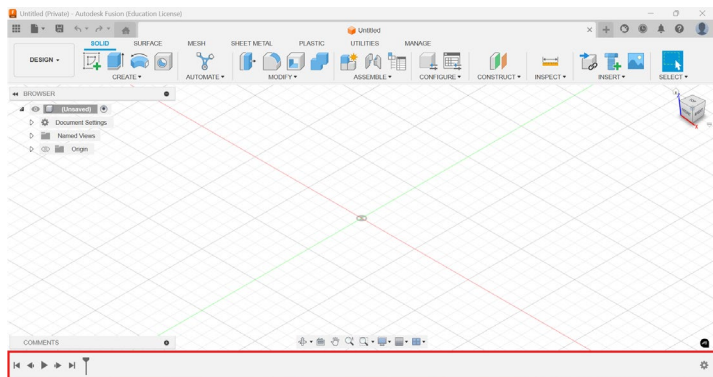 Untitled (Private) - Autodesk Fusion (Education License)
Untitled
SOLID SURFACE MESH SHEET METAL PLASTIC UTILITIES MANAGE
DESIGN
CREATE AUTOMATE MODIFY ASSEMBLE CONFIGURE CONSTRUCT INSPECT INSERT SELECT
BROWSER
(Unsaved)
Document Settings
Named Views
Origin
Z
X
COMMENTS